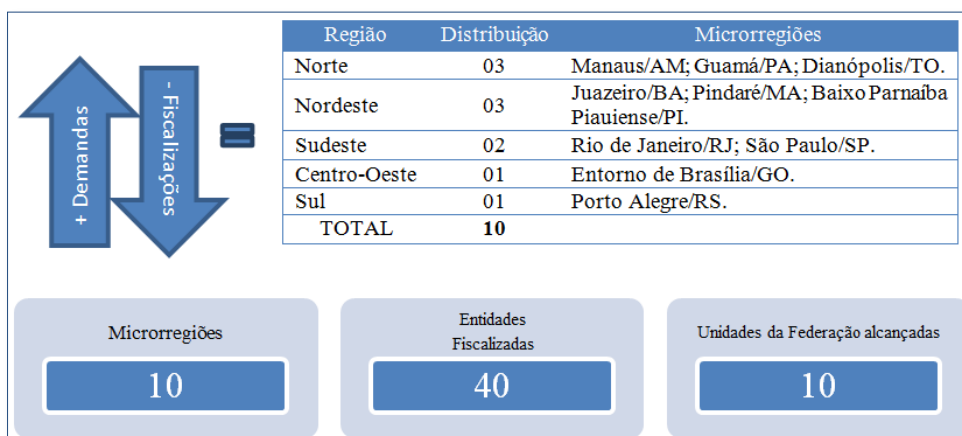 + Demandas
- Fiscalizações
=
Região Distribuição Microrregiões
Norte 03 Manaus/AM; Guamá/PA; Dianópolis/TO.
Nordeste 03 Juazeiro/BA; Pindaré/MA; Baixo Parnaíba
Piauiense/PI.
Sudeste 02 Rio de Janeiro/RJ; São Paulo/SP.
Centro-Oeste 01 Entorno de Brasília/GO.
Sul 01 Porto Alegre/RS.
TOTAL 10
Microrregiões
10
Entidades
Fiscalizadas
40
Unidades da Federação alcançadas
10